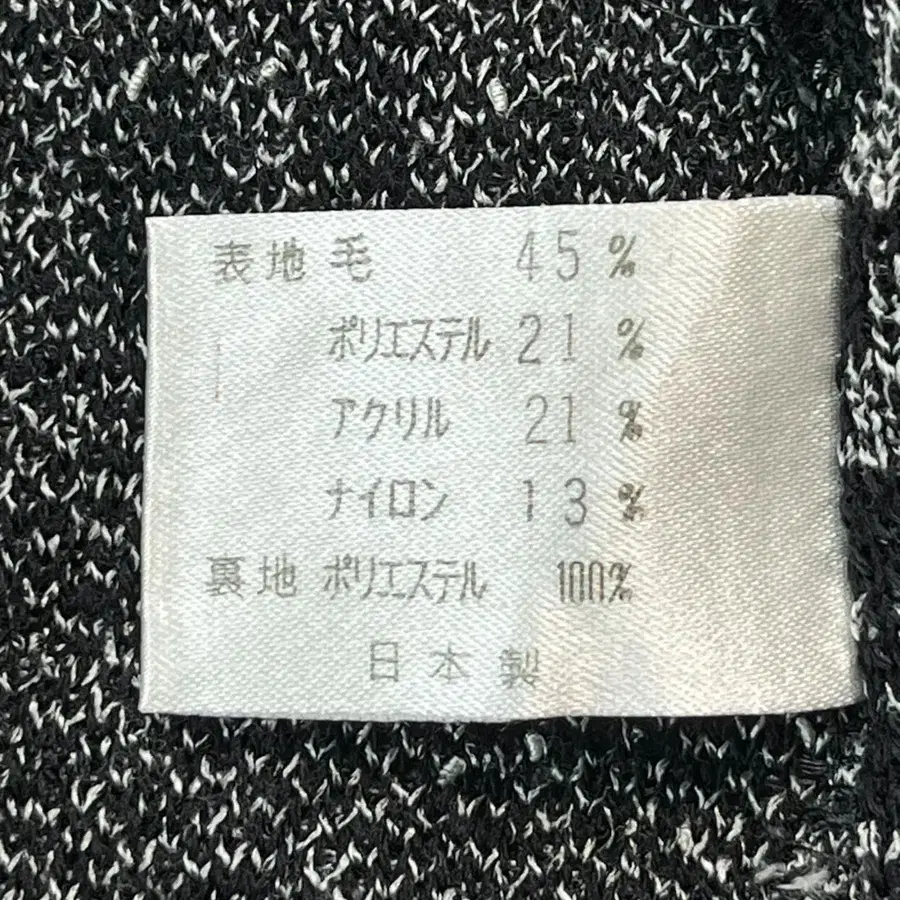 表地 毛 45%
ポリエステル 21%
アクリル 21%
ナイロン 13%
裏地 ポリエステル 100%
日本製